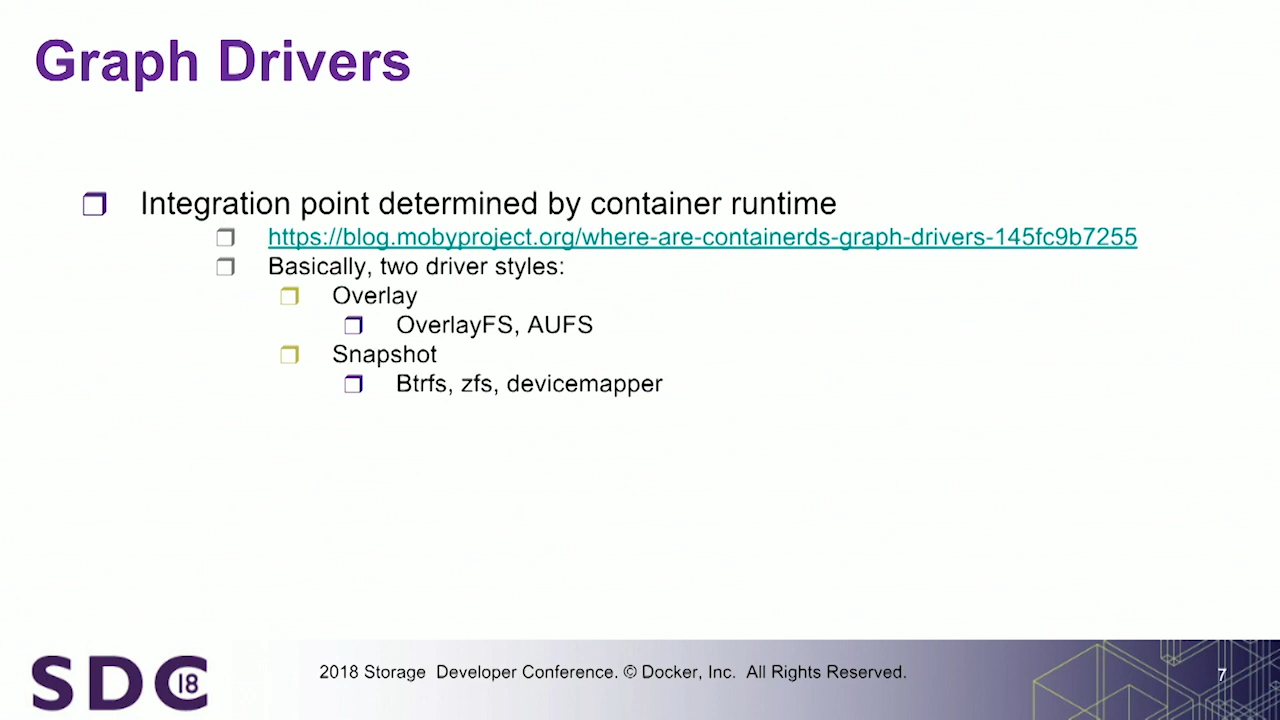 Graph Drivers
Integration point determined by container runtime
https://blog.mobyproject.org/where-are-containerds-graph-drivers-145fc9b7255
Basically, two driver styles:
Overlay
OverlayFS, AUFS
Snapshot
Btrfs, zfs, devicemapper
SDC 18
2018 Storage Developer Conference. © Docker, Inc. All Rights Reserved.
7